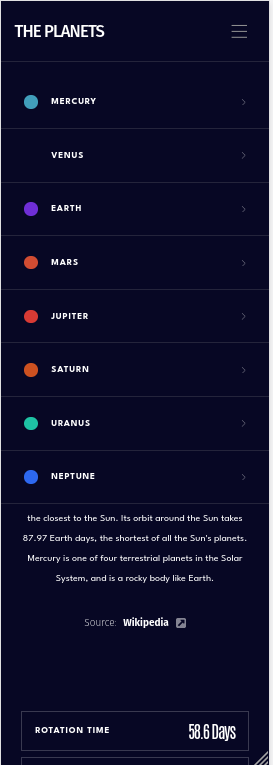 THE PLANETS
MERCURY
VENUS
EARTH
MARS
JUPITER
SATURN
URANUS
NEPTUNE
the closest to the Sun. Its orbit around the Sun takes
87.97 Earth days, the shortest of all the Sun's planets.
Mercury is one of four terrestrial planets in the Solar
System, and is a rocky body like Earth.
Source: Wikipedia
ROTATION TIME 58.6 Days